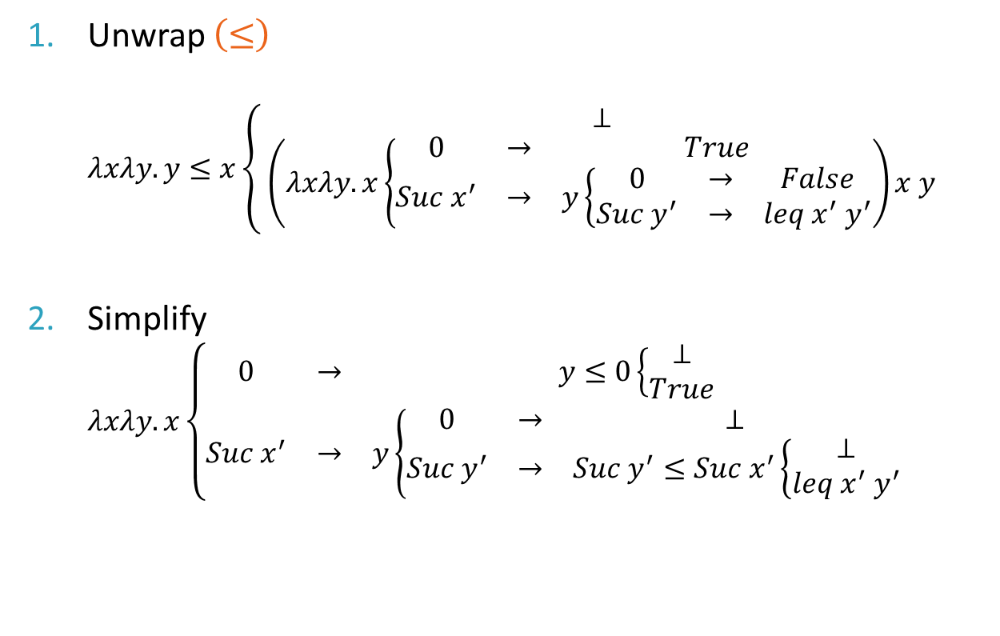 1. Unwrap (≤)
⊥
0 → True
λxλy. y ≤ x { (λxλy. x { Suc x′ → y { 0 → False
Suc y′ → leq x′ y′ ) x y
2. Simplify
0 → y ≤ 0 { ⊥
True
λxλy. x { 0 → ⊥
Suc x′ → y { Suc y′ → Suc y′ ≤ Suc x′ { ⊥
leq x′ y′